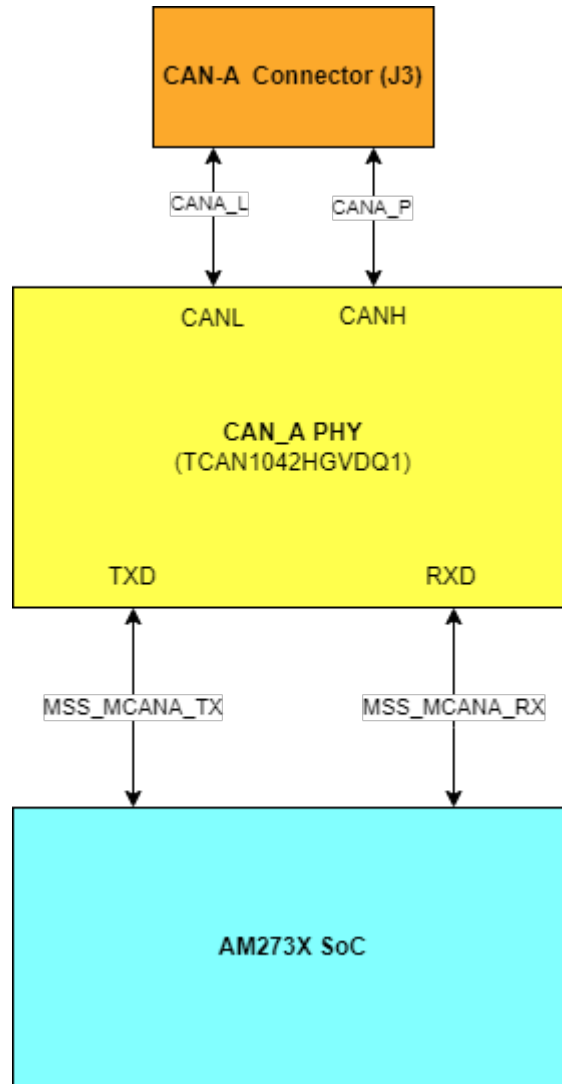 CAN-A Connector (J3)
CANA_L
CANA_P
CANL
CANH
CAN_A PHY
(TCAN1042HGVDQ1)
TXD
RXD
MSS_MCANA_TX
MSS_MCANA_RX
AM273X SoC